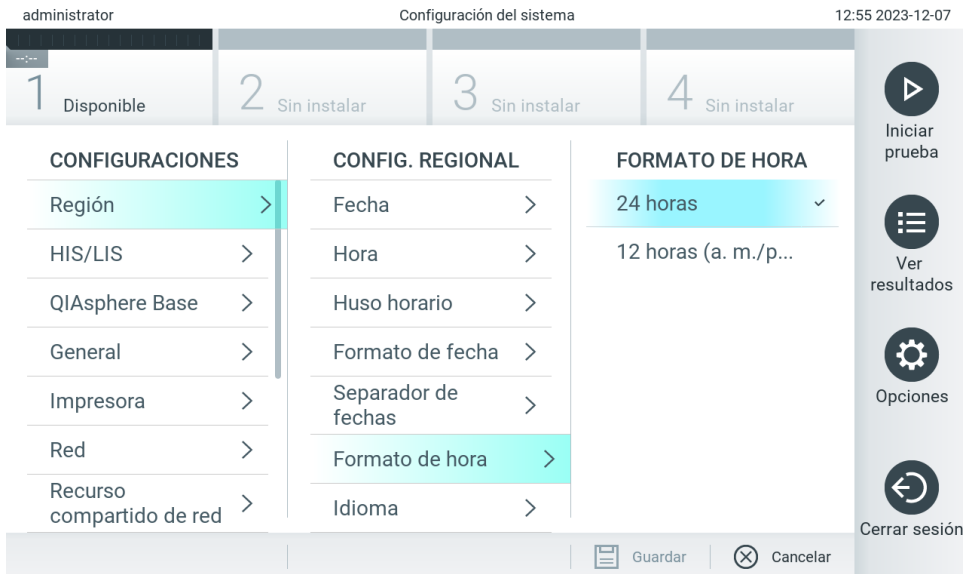 administrator
Configuración del sistema
12:55 2023-12-07
--:--
1 Disponible
2 Sin instalar
3 Sin instalar
4 Sin instalar
CONFIGURACIONES
Región
HIS/LIS
QIAsphere Base
General
Impresora
Red
Recurso
compartido de red
CONFIG. REGIONAL
Fecha
Hora
Huso horario
Formato de fecha
Separador de
fechas
Formato de hora
Idioma
FORMATO DE HORA
24 horas
12 horas (a. m./p...
Iniciar
prueba
Ver
resultados
Opciones
Cerrar sesión
Guardar
Cancelar